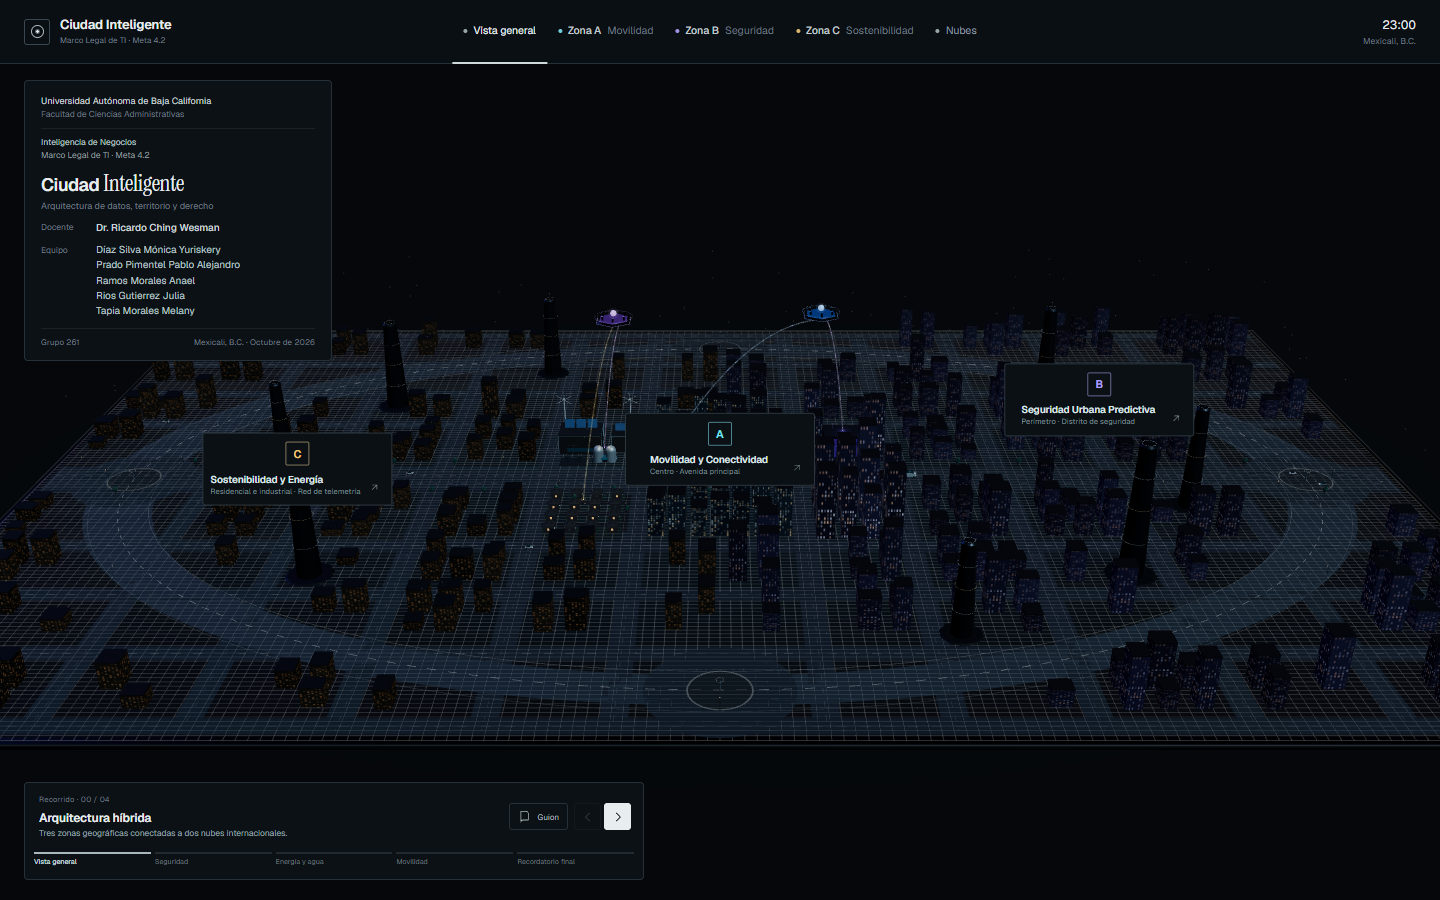 Ciudad Inteligente
Marco Legal de TI · Meta 4.2
Vista general
Zona A Movilidad
Zona B Seguridad
Zona C Sostenibilidad
Nubes
23:00
Mexicali, B.C.
Universidad Autónoma de Baja California
Facultad de Ciencias Administrativas
Inteligencia de Negocios
Marco Legal de TI · Meta 4.2
Ciudad Inteligente
Arquitectura de datos, territorio y derecho
Docente Dr. Ricardo Ching Wesman
Equipo Díaz Silva Mónica Yuriskery
Prado Pimentel Pablo Alejandro
Ramos Morales Anael
Rios Gutierrez Julia
Tapia Morales Melany
Grupo 261 Mexicali, B.C. · Octubre de 2026
B
Seguridad Urbana Predictiva
Perímetro · Distrito de seguridad
A
Movilidad y Conectividad
Centro · Avenida principal
C
Sostenibilidad y Energía
Residencial e industrial · Red de telemetría
Recorrido · 00 / 04
Arquitectura híbrida
Tres zonas geográficas conectadas a dos nubes internacionales.
Guion
Vista general
Seguridad
Energía y agua
Movilidad
Recordatorio final